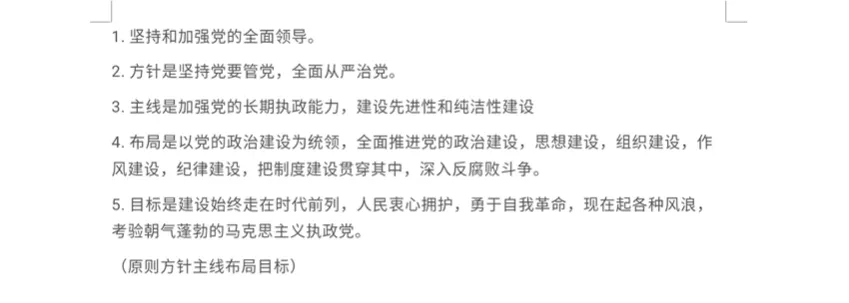 1. 坚持和加强党的全面领导。
2. 方针是坚持党要管党，全面从严治党。
3. 主线是加强党的长期执政能力，建设先进性和纯洁性建设
4. 布局是以党的政治建设为统领，全面推进党的政治建设，思想建设，组织建设，作
风建设，纪律建设，把制度建设贯穿其中，深入反腐败斗争。
5. 目标是建设始终走在时代前列，人民衷心拥护，勇于自我革命，现在起各种风浪，
考验朝气蓬勃的马克思主义执政党。
（原则方针主线布局目标）